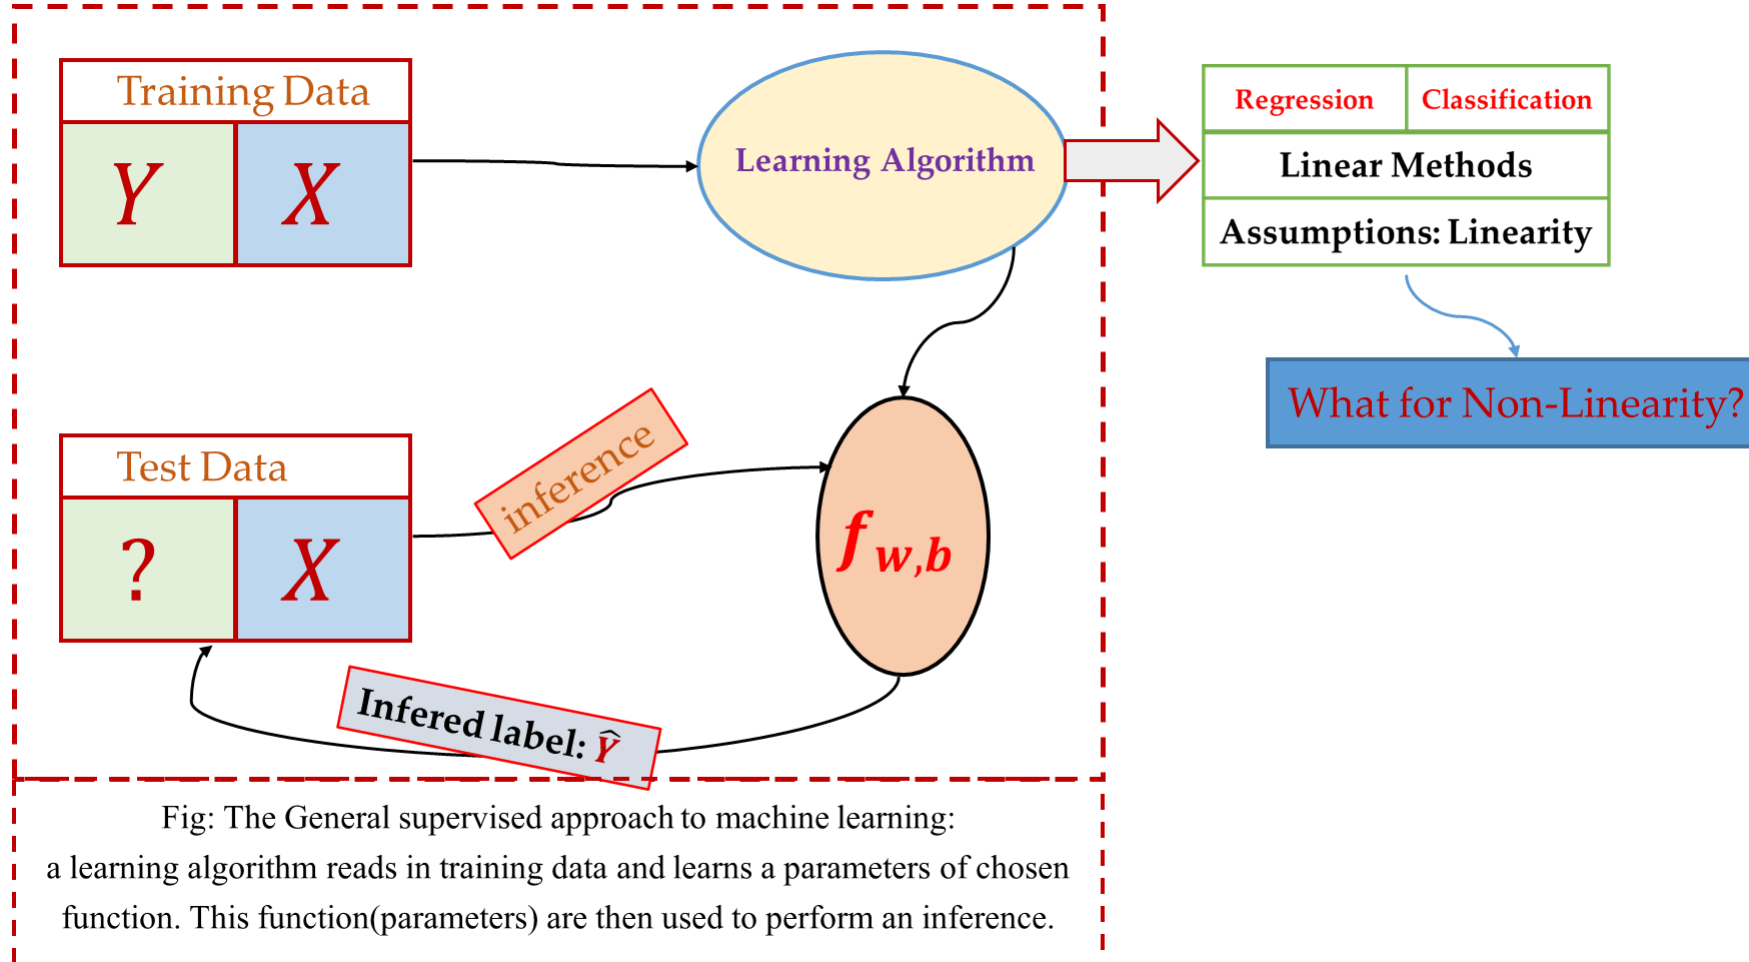 Training Data
Y X
Learning Algorithm
Regression Classification
Linear Methods
Assumptions: Linearity
What for Non-Linearity?
Test Data
? X
inference
f w,b
Infered label: Ŷ
Fig: The General supervised approach to machine learning:
a learning algorithm reads in training data and learns a parameters of chosen
function. This function(parameters) are then used to perform an inference.